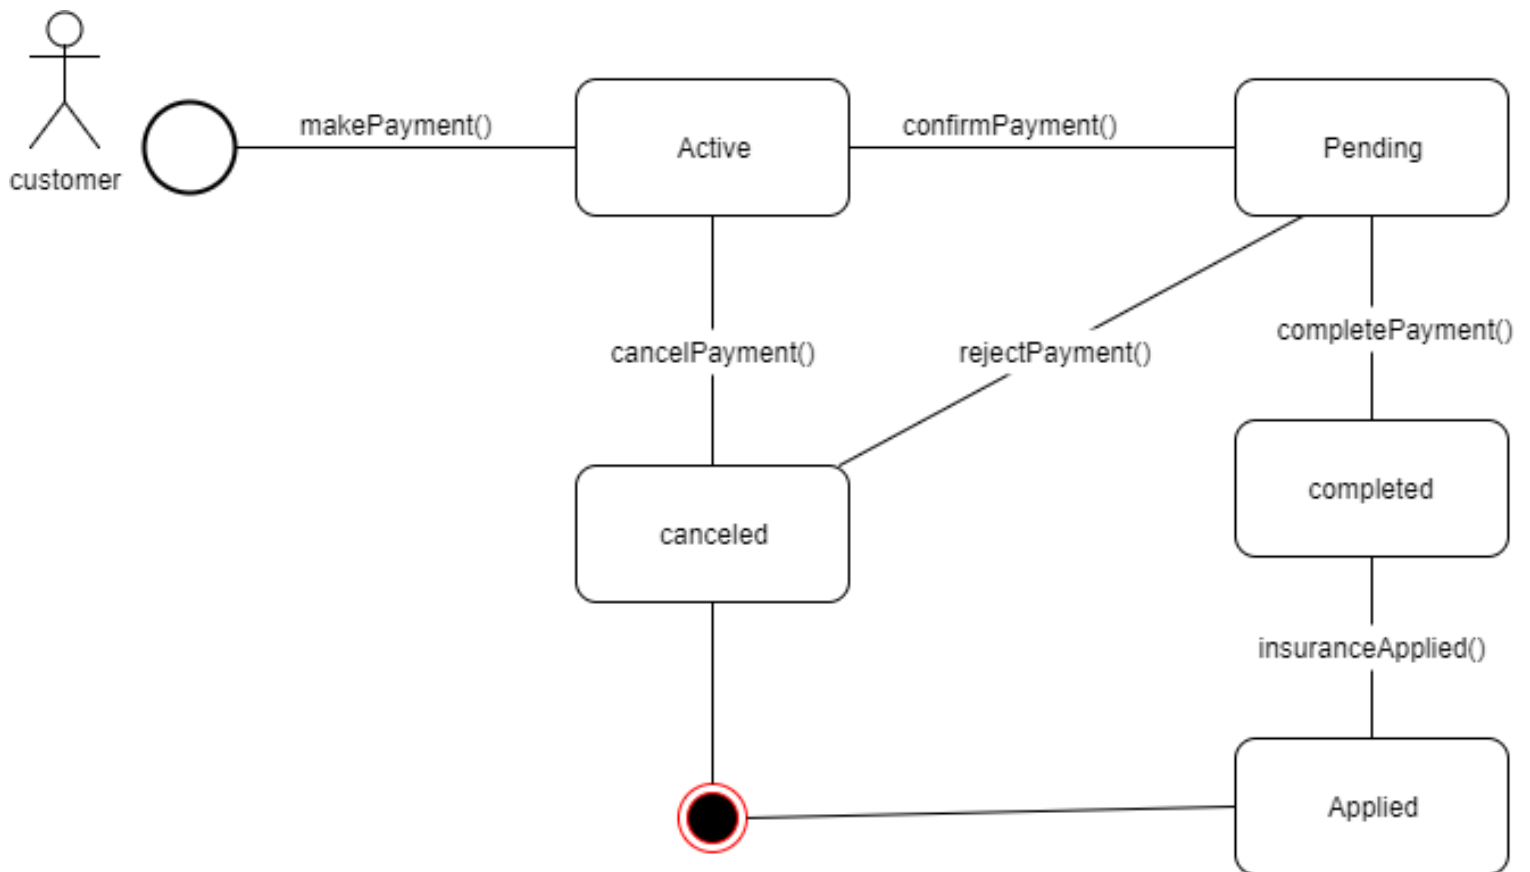 customer
makePayment()
Active
confirmPayment()
Pending
cancelPayment()
rejectPayment()
completePayment()
canceled
completed
insuranceApplied()
Applied